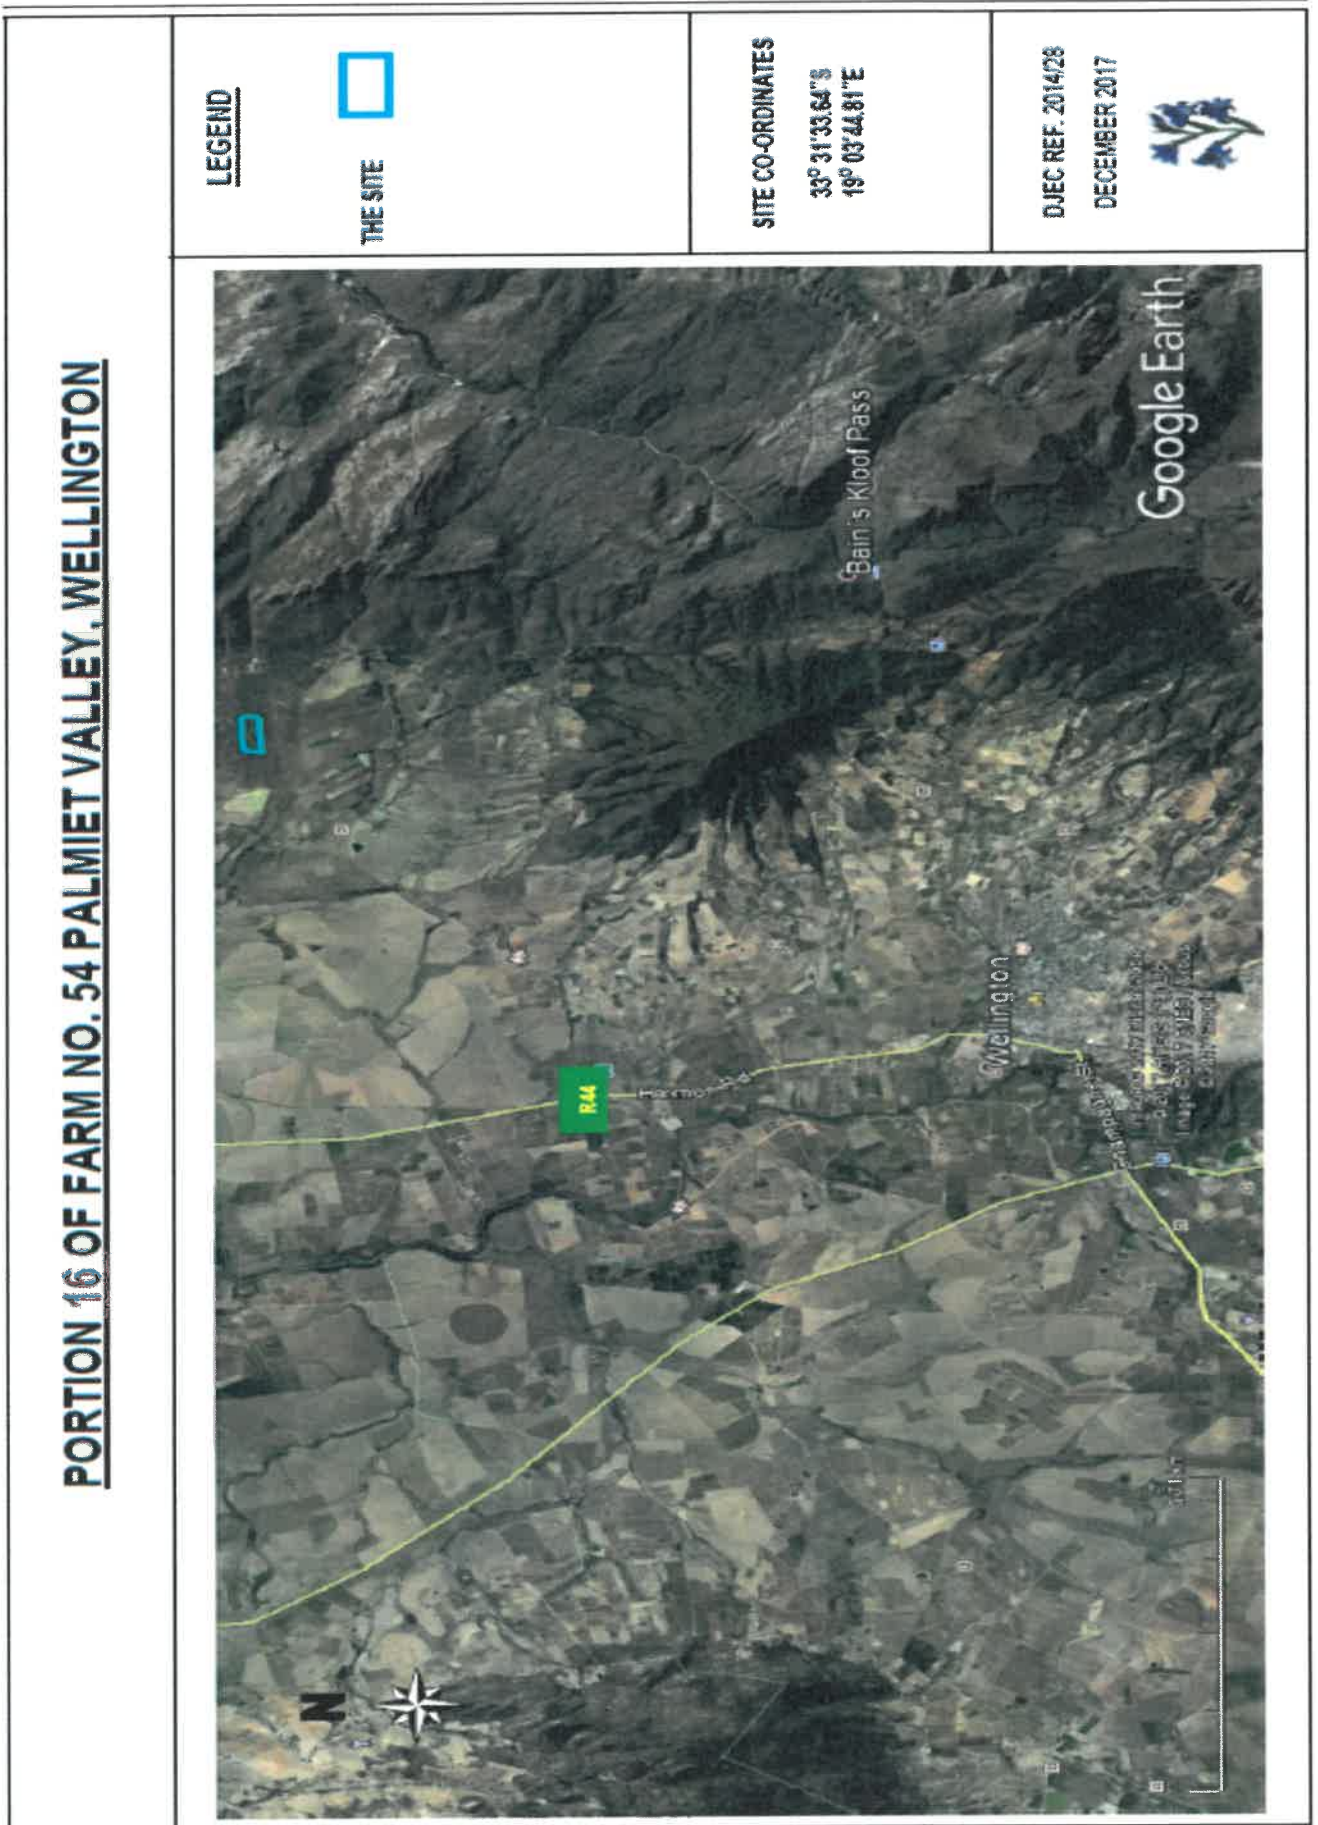 PORTION 16 OF FARM NO. 54 PALMIET VALLEY, WELLINGTON
LEGEND
THE SITE
SITE CO-ORDINATES
33° 31'33.64"S
19° 03'44.81"E
DJEC REF. 2014/28
DECEMBER 2017
N
R44
Wellington
Bain's Kloof Pass
Google Earth